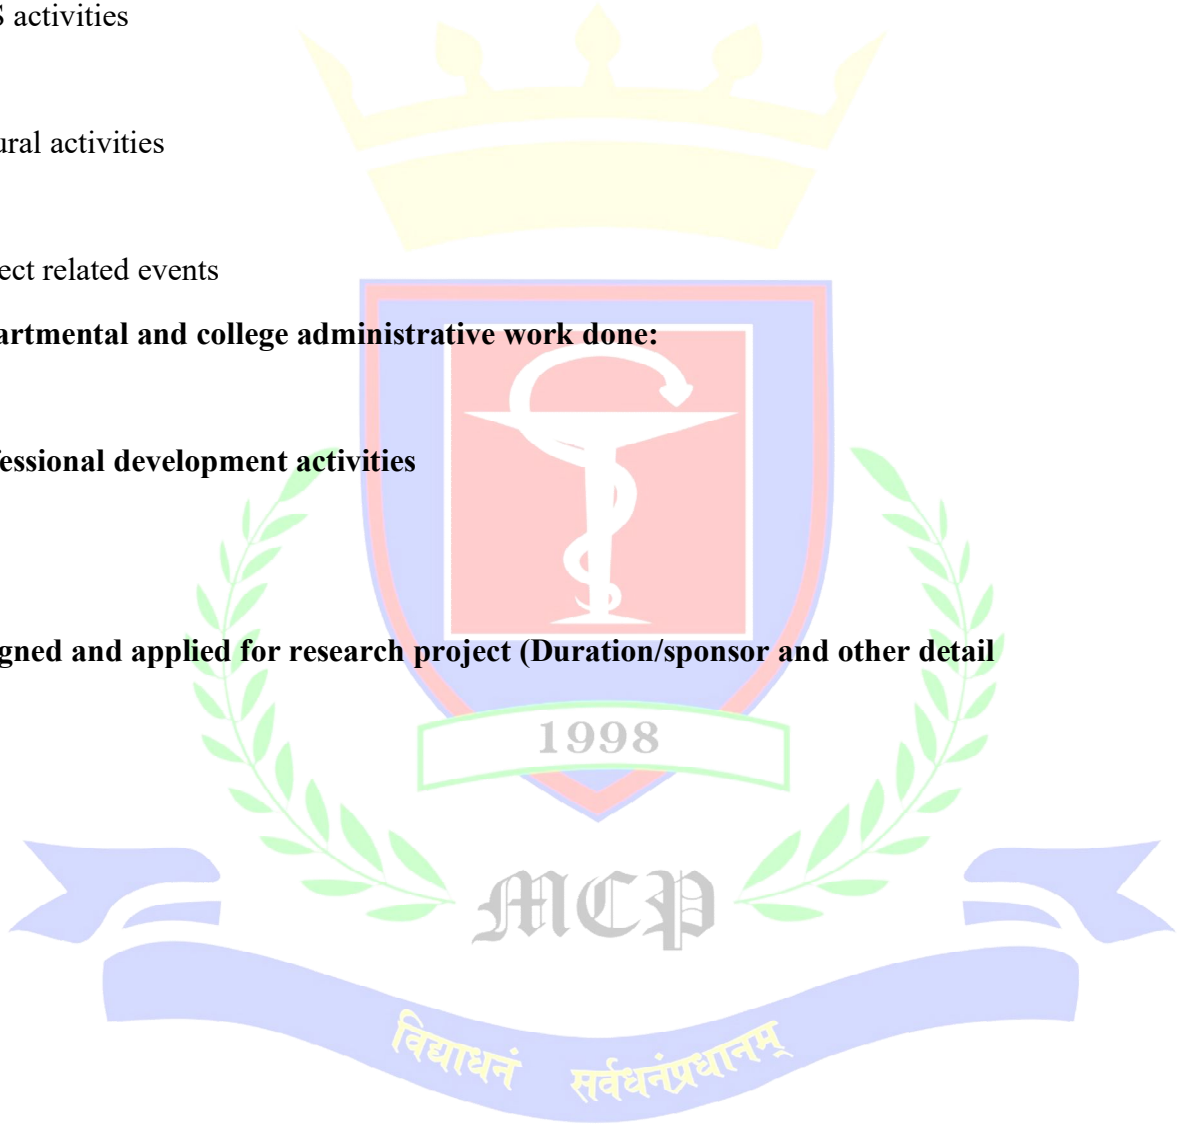 S activities
ural activities
ect related events
artmental and college administrative work done:
essional development activities
gned and applied for research project (Duration/sponsor and other detail
1998
MCP
विद्याधनं सर्वधनंप्रधानम्